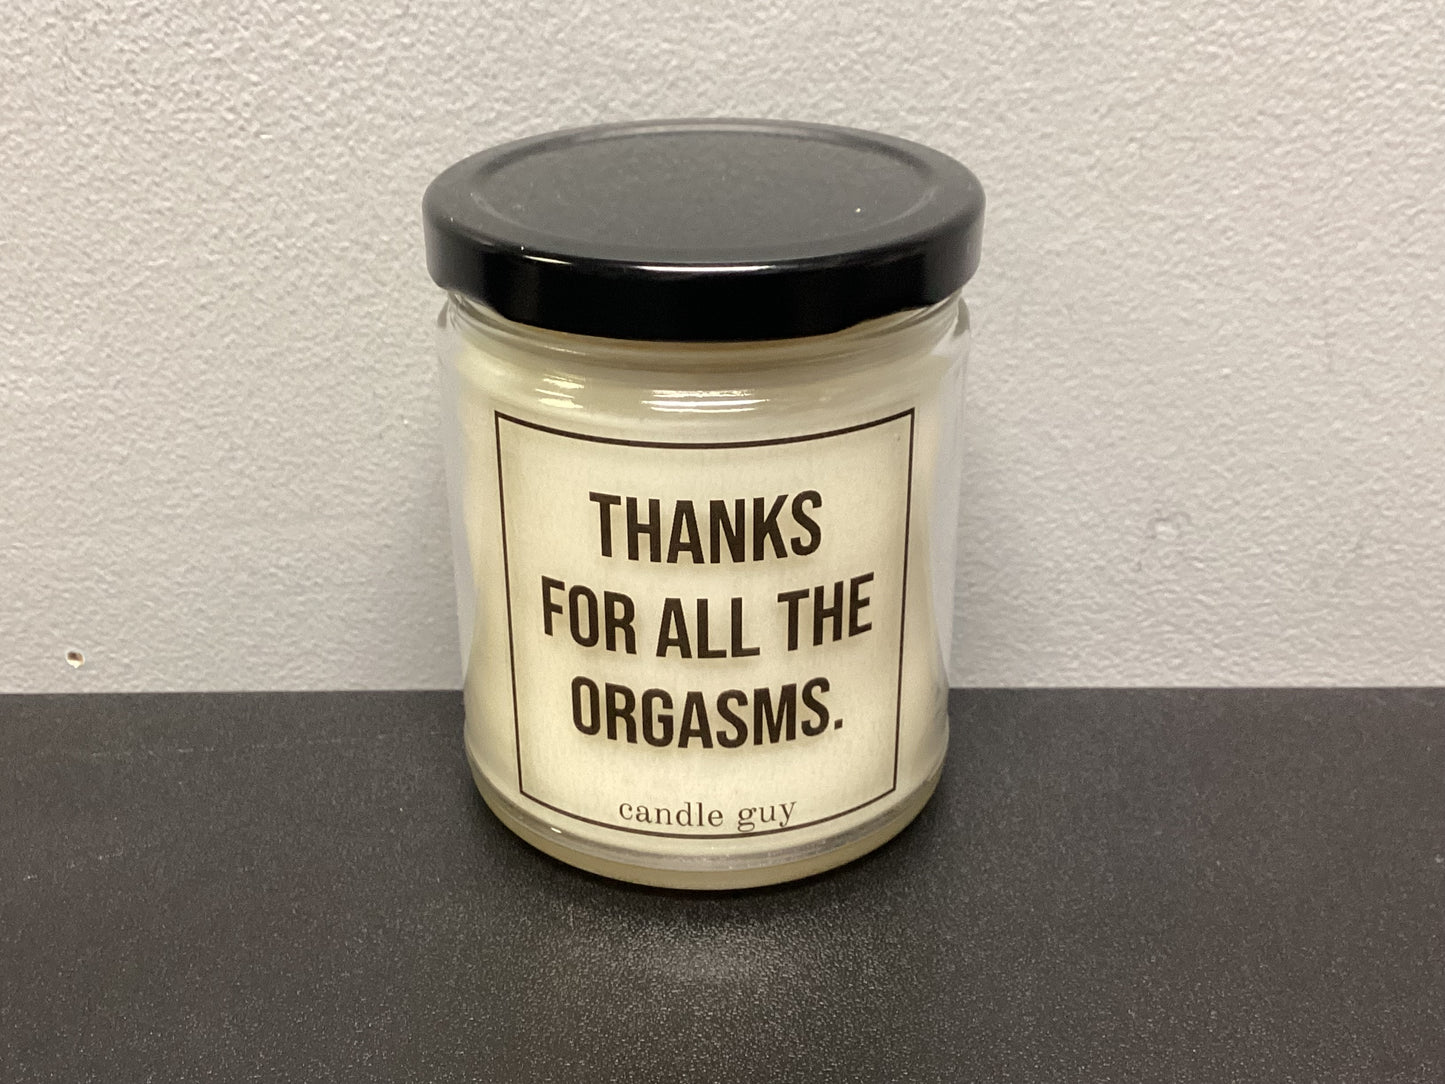 THANKS
FOR ALL THE
ORGASMS.
candle guy